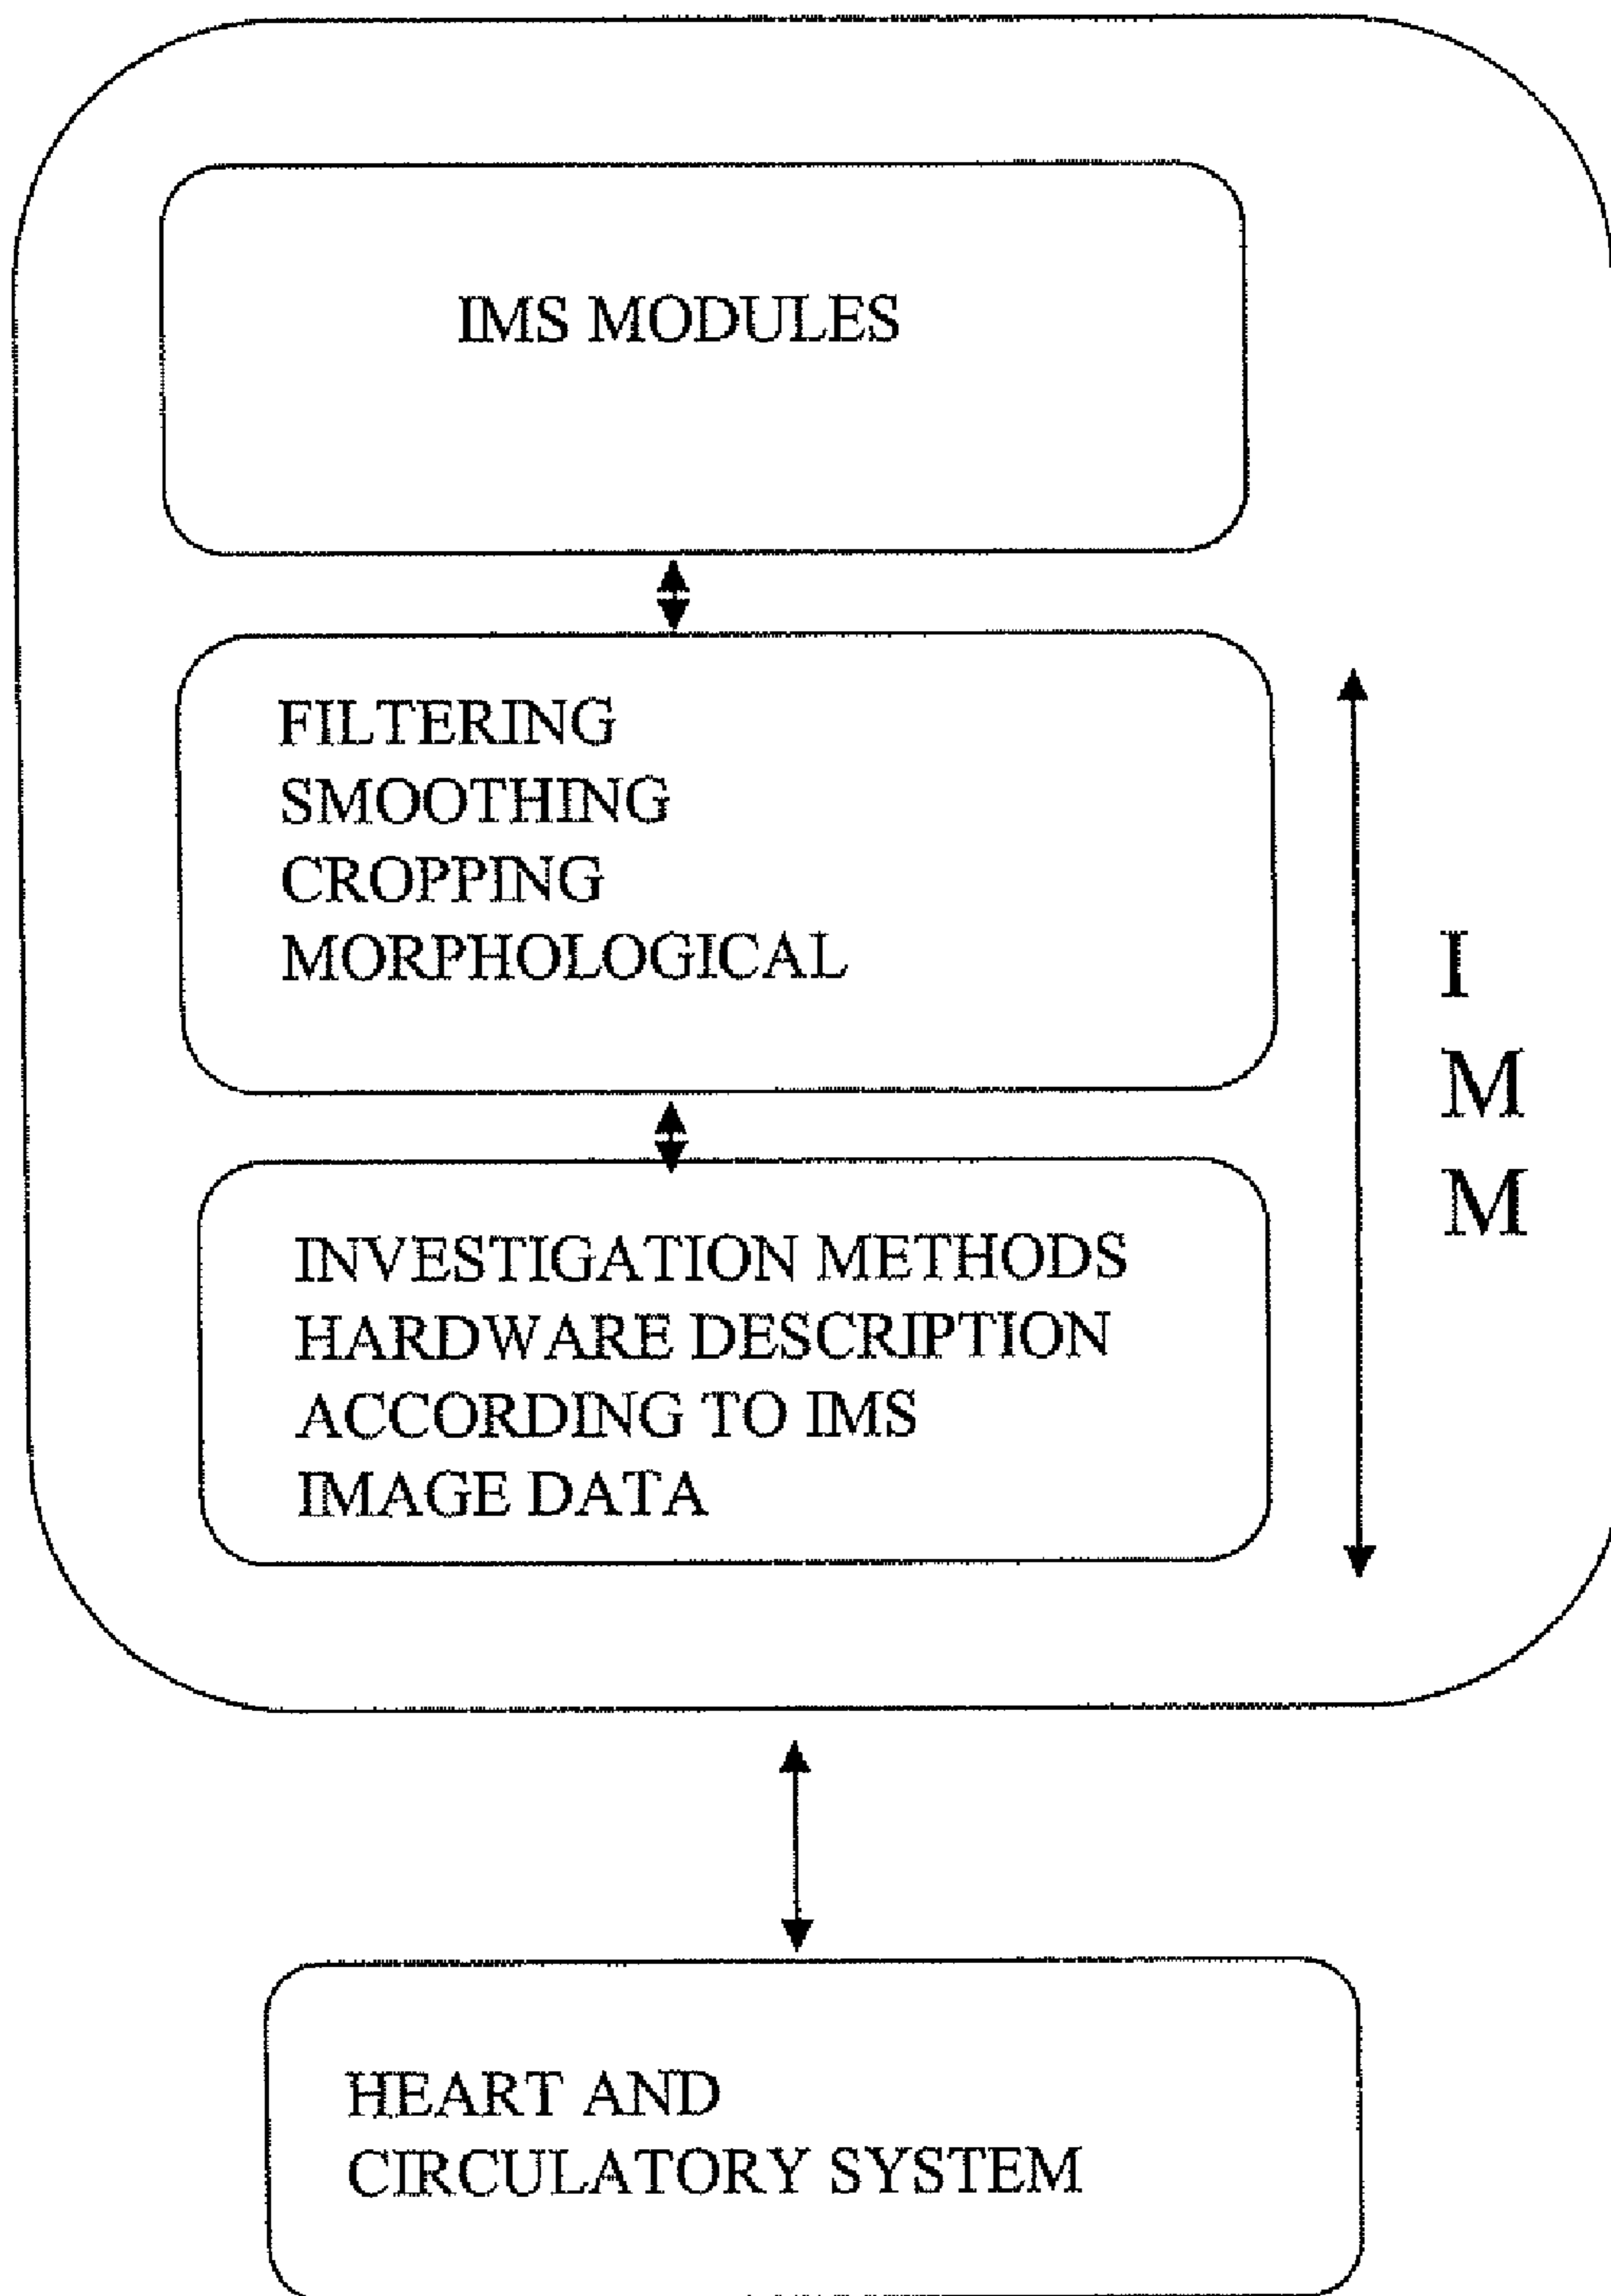 IMS MODULES
FILTERING
SMOOTHING
CROPPING
MORPHOLOGICAL
I
M
M
INVESTIGATION METHODS
HARDWARE DESCRIPTION
ACCORDING TO IMS
IMAGE DATA
HEART AND
CIRCULATORY SYSTEM